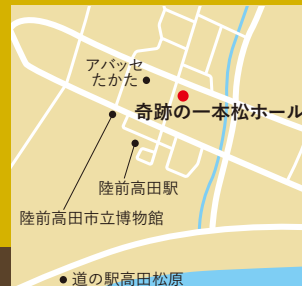 アバッセ
たかた
奇跡の一本松ホール
陸前高田駅
陸前高田市立博物館
道の駅高田松原